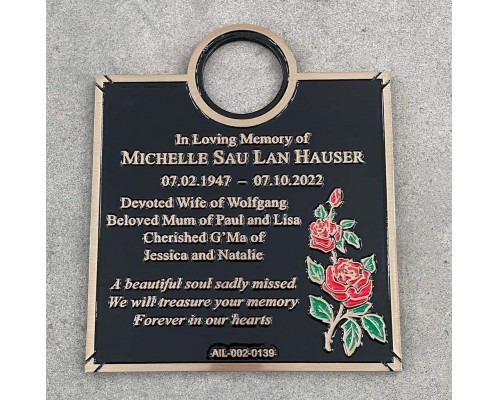 In Loving Memory of
MICHELLE SAU LAN HAUSER
07.02.1947 – 07.10.2022
Devoted Wife of Wolfgang
Beloved Mum of Paul and Lisa
Cherished G'Ma of
Jessica and Natalie
A beautiful soul sadly missed
We will treasure your memory
Forever in our hearts
AIL-002-0139